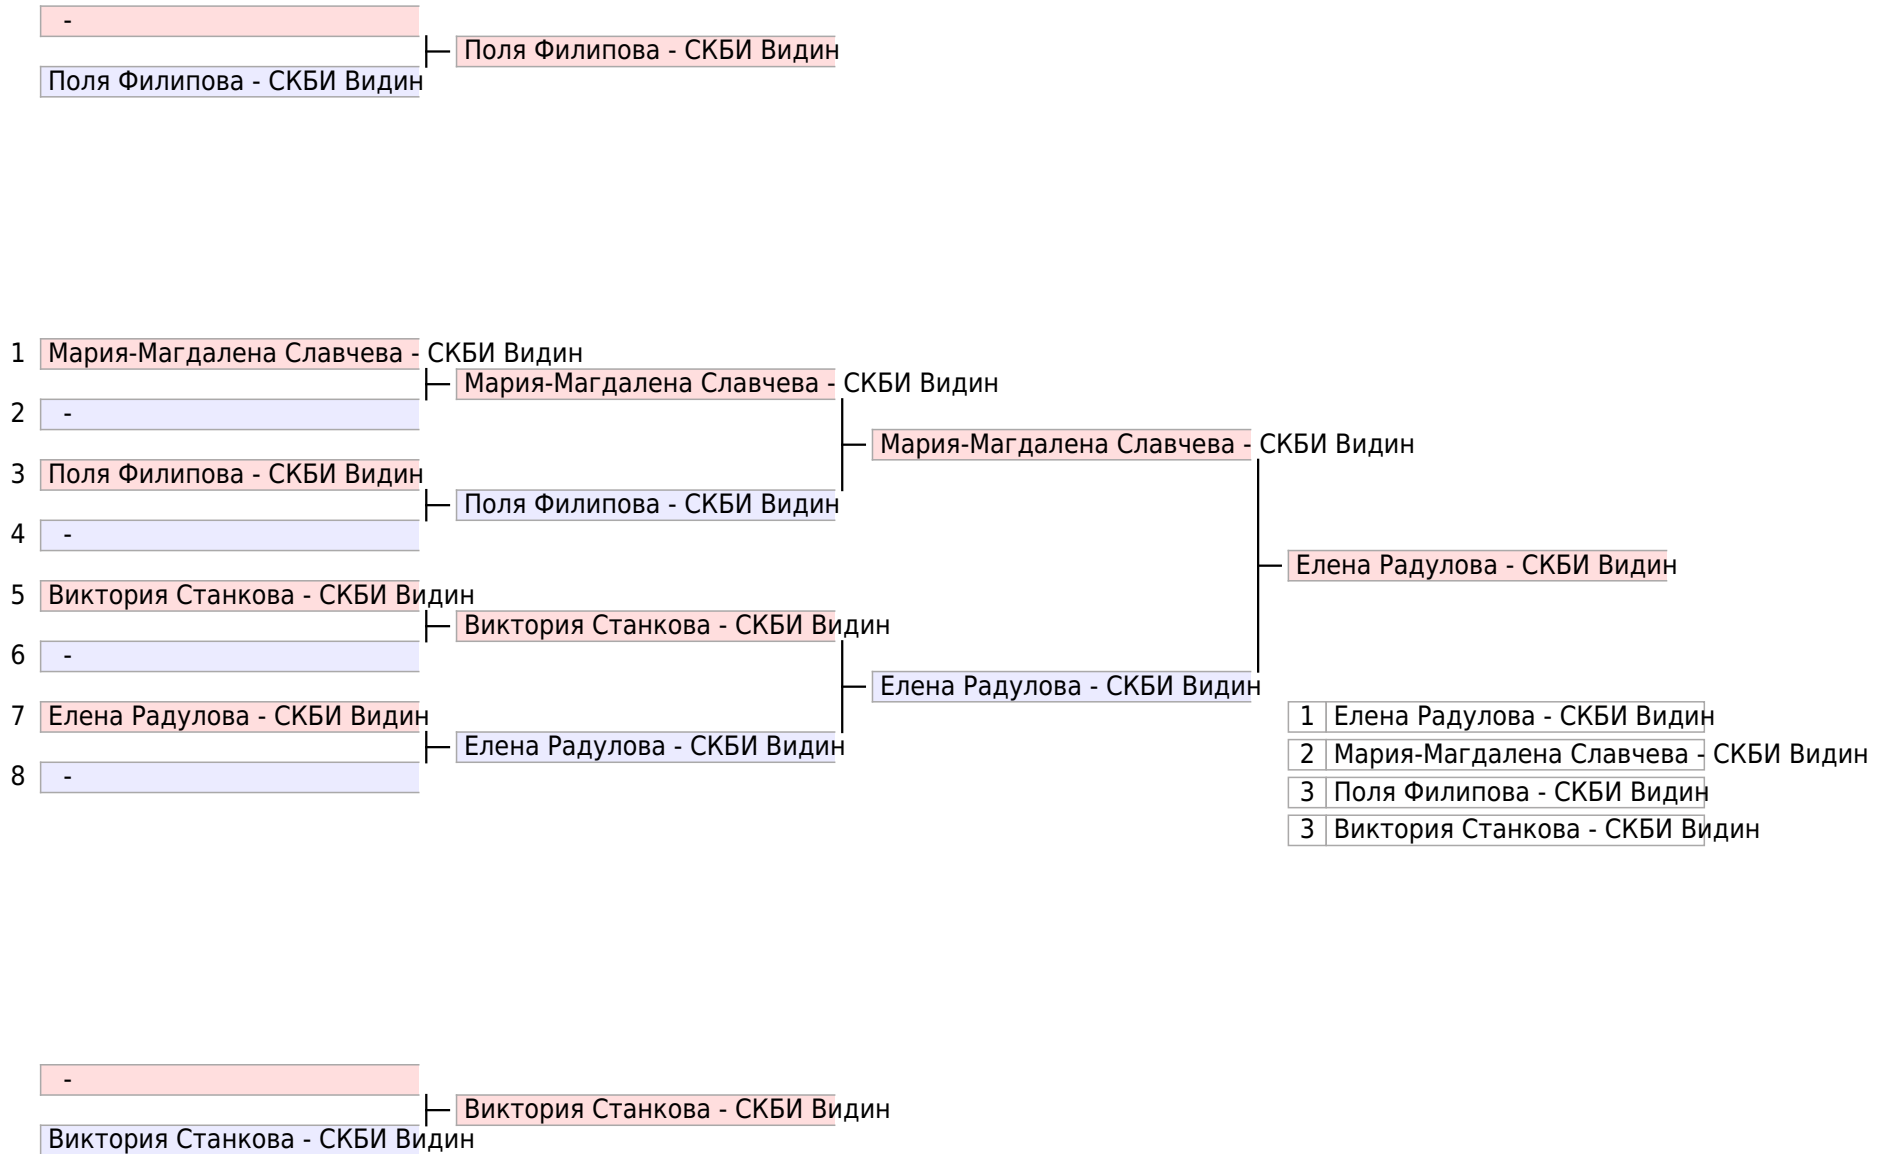 -
Поля Филипова - СКБИ Видин
Поля Филипова - СКБИ Видин
1 Мария-Магдалена Славчева - СКБИ Видин
Мария-Магдалена Славчева - СКБИ Видин
2 -
Мария-Магдалена Славчева - СКБИ Видин
3 Поля Филипова - СКБИ Видин
Поля Филипова - СКБИ Видин
4 -
Елена Радулова - СКБИ Видин
5 Виктория Станкова - СКБИ Видин
Виктория Станкова - СКБИ Видин
6 -
Елена Радулова - СКБИ Видин
7 Елена Радулова - СКБИ Видин
Елена Радулова - СКБИ Видин
8 -
1 Елена Радулова - СКБИ Видин
2 Мария-Магдалена Славчева - СКБИ Видин
3 Поля Филипова - СКБИ Видин
3 Виктория Станкова - СКБИ Видин
-
Виктория Станкова - СКБИ Видин
Виктория Станкова - СКБИ Видин